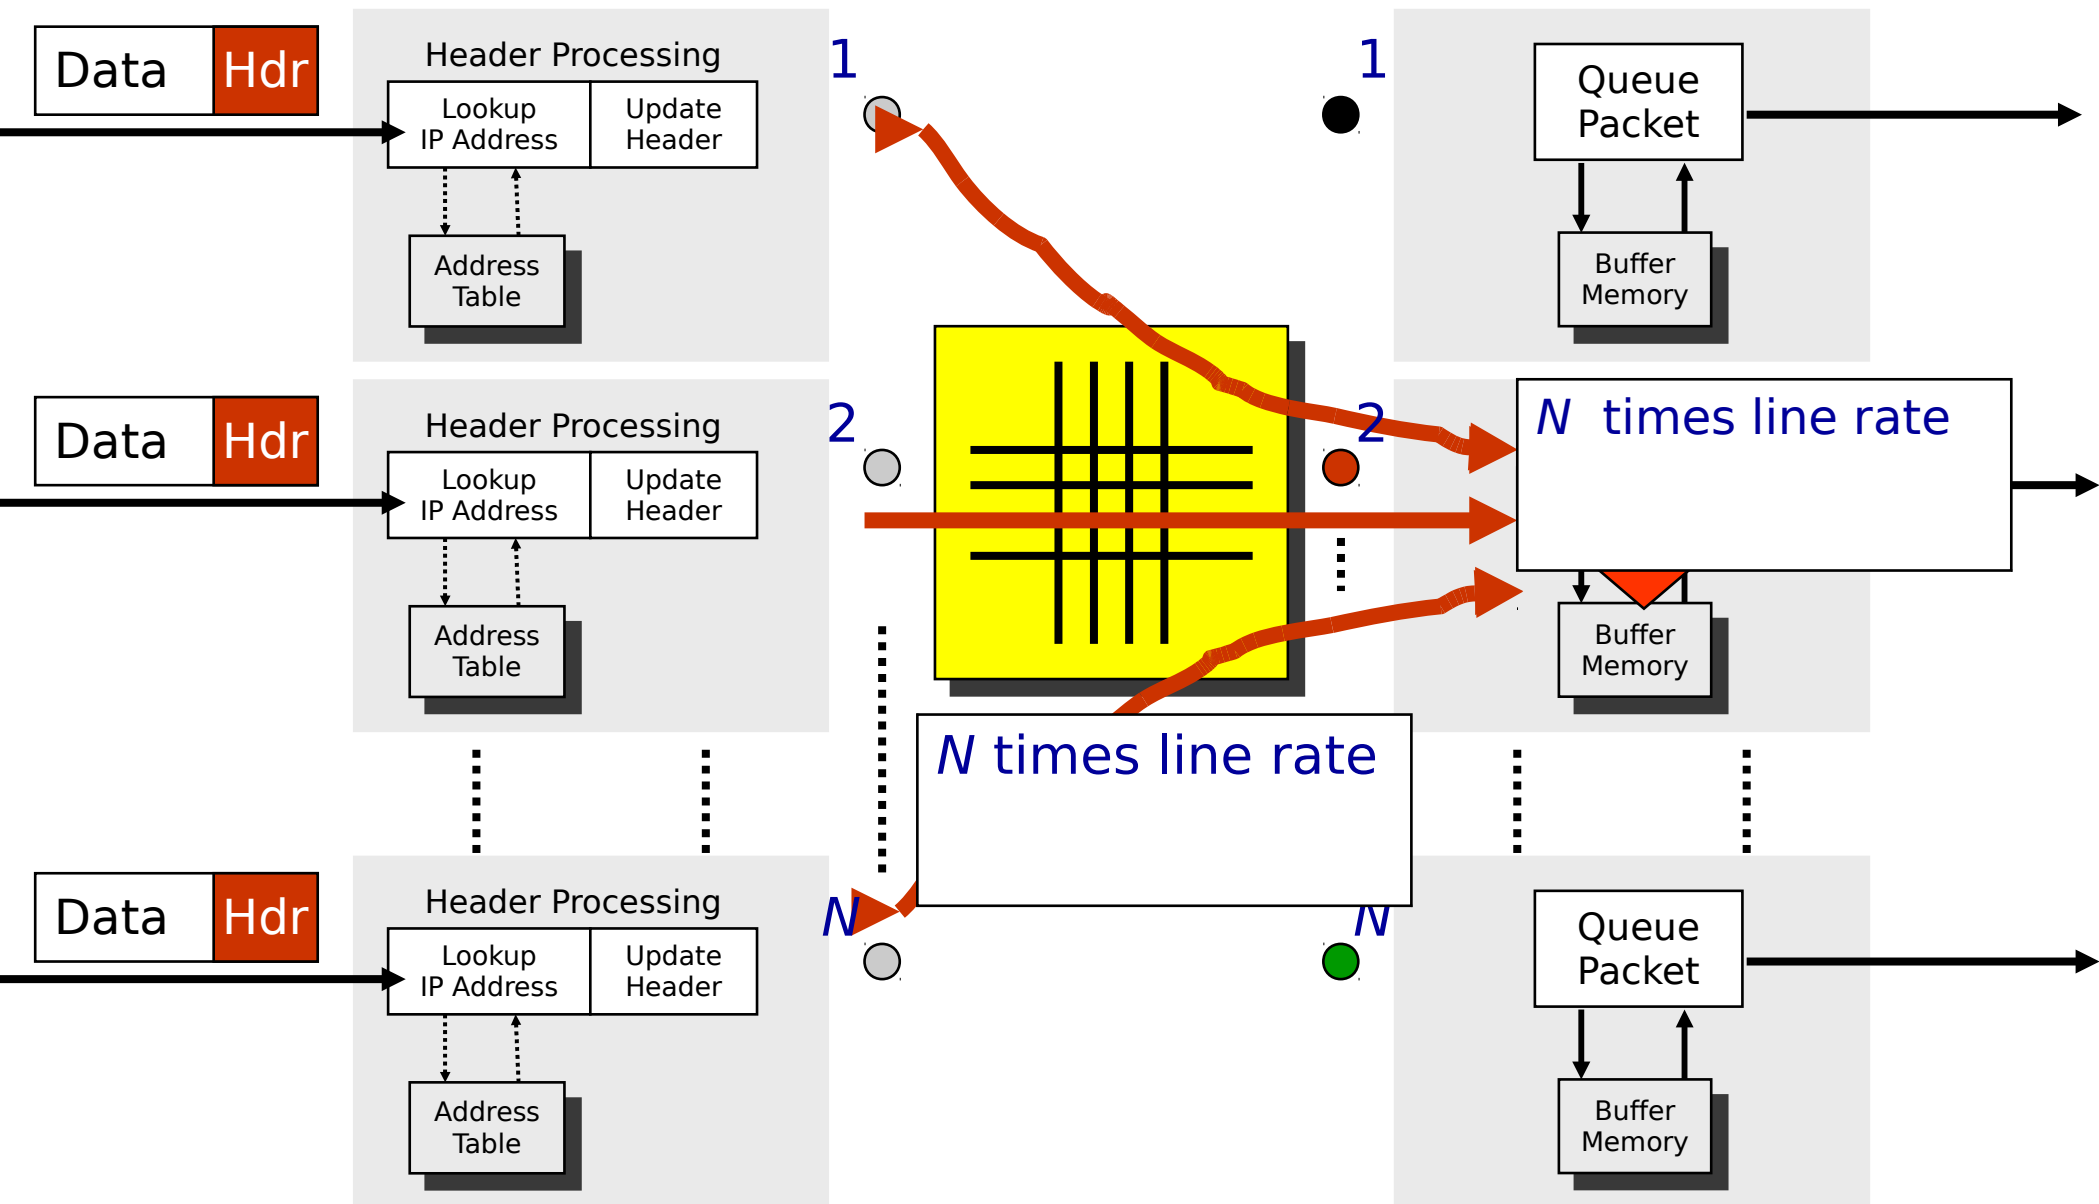 Data Hdr
Header Processing
Lookup
IP Address
Update
Header
Address
Table
1
1
Queue
Packet
Buffer
Memory
Data Hdr
Header Processing
Lookup
IP Address
Update
Header
Address
Table
2
2
N times line rate
Buffer
Memory
N times line rate
Data Hdr
Header Processing
Lookup
IP Address
Update
Header
Address
Table
N
N
Queue
Packet
Buffer
Memory